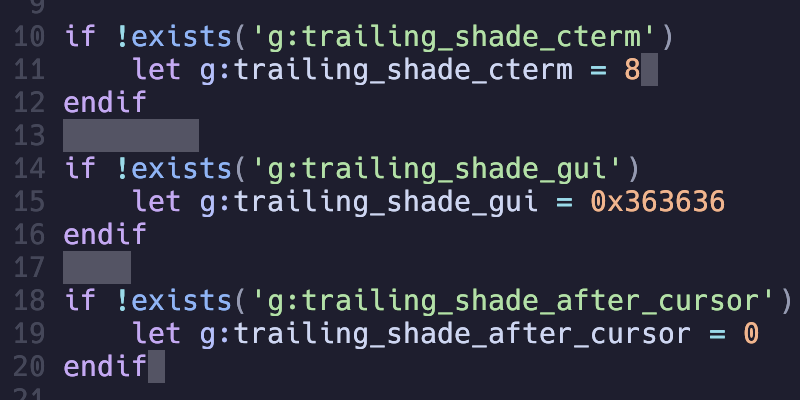 9
10 if !exists('g:trailing_shade_cterm')
11     let g:trailing_shade_cterm = 8
12 endif
13
14 if !exists('g:trailing_shade_gui')
15     let g:trailing_shade_gui = 0x363636
16 endif
17
18 if !exists('g:trailing_shade_after_cursor')
19     let g:trailing_shade_after_cursor = 0
20 endif
21